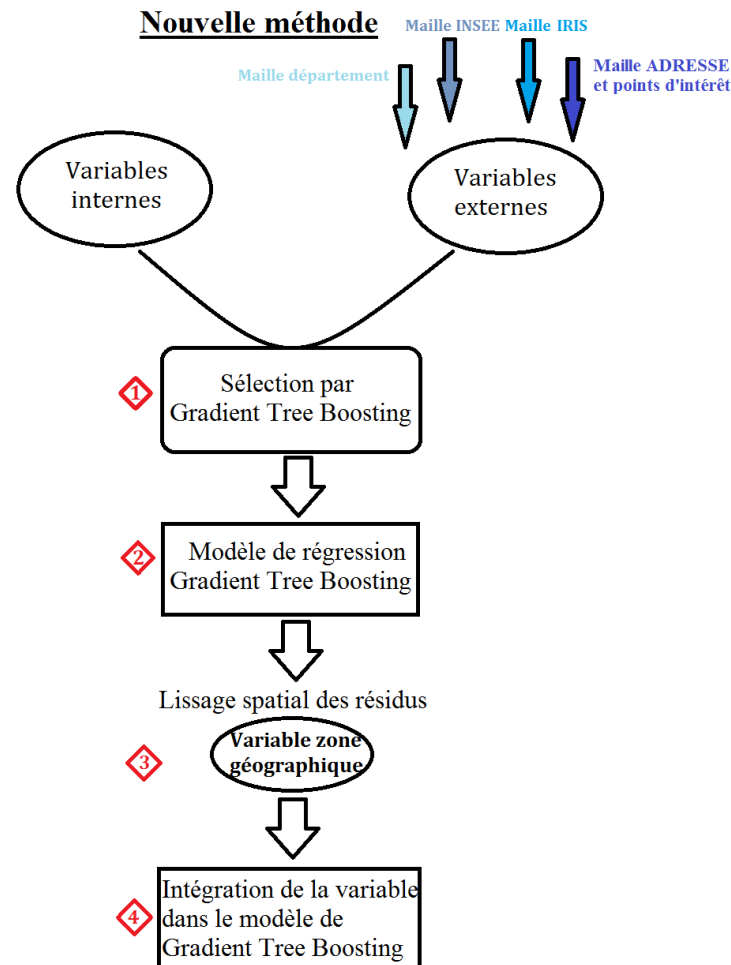 Nouvelle méthode
Maille INSEE
Maille IRIS
Maille département
Maille ADRESSE
et points d'intérêt
Variables
internes
Variables
externes
1
Sélection par
Gradient Tree Boosting
2
Modèle de régression
Gradient Tree Boosting
Lissage spatial des résidus
3
Variable zone
géographique
4
Intégration de la variable
dans le modèle de
Gradient Tree Boosting